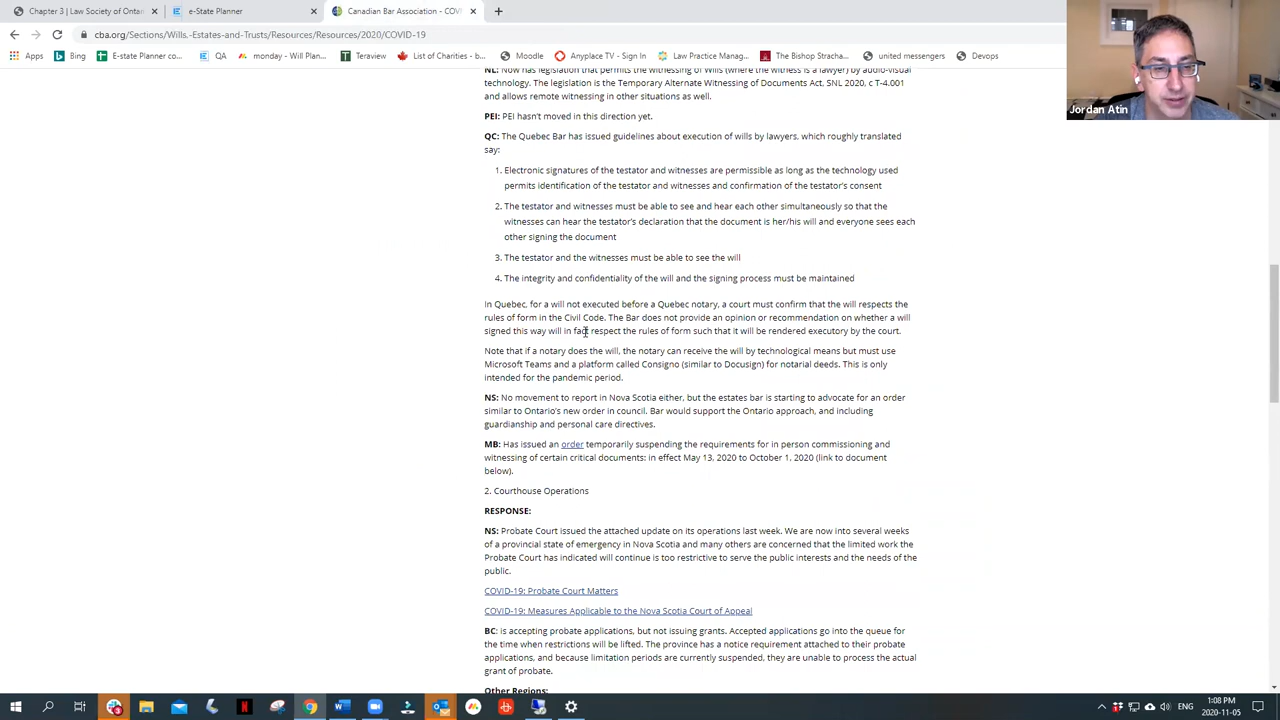 Chapter 3 | Law Society of Ontario
e-State Planner
Canadian Bar Association - COVI
cba.org/Sections/Wills,-Estates-and-Trusts/Resources/Resources/2020/COVID-19
Apps
Bing
E-state Planner co...
QA
monday - Will Plan...
Teraview
List of Charities - b...
Moodle
Anyplace TV - Sign In
Law Practice Manag...
The Bishop Strachan...
united messengers
Devops
Jordan Atin
NL: Now has legislation that permits the witnessing of Wills (where the witness is a lawyer) by audio-visual
technology. The legislation is the Temporary Alternate Witnessing of Documents Act, SNL 2020, c T-4.001
and allows remote witnessing in other situations as well.
PEI: PEI hasn't moved in this direction yet.
QC: The Quebec Bar has issued guidelines about execution of wills by lawyers, which roughly translated
say:
1. Electronic signatures of the testator and witnesses are permissible as long as the technology used
permits identification of the testator and witnesses and confirmation of the testator's consent
2. The testator and witnesses must be able to see and hear each other simultaneously so that the
witnesses can hear the testator's declaration that the document is her/his will and everyone sees each
other signing the document
3. The testator and the witnesses must be able to see the will
4. The integrity and confidentiality of the will and the signing process must be maintained
In Quebec, for a will not executed before a Quebec notary, a court must confirm that the will respects the
rules of form in the Civil Code. The Bar does not provide an opinion or recommendation on whether a will
signed this way will in fact respect the rules of form such that it will be rendered executory by the court.
Note that if a notary does the will, the notary can receive the will by technological means but must use
Microsoft Teams and a platform called Consigno (similar to Docusign) for notarial deeds. This is only
intended for the pandemic period.
NS: No movement to report in Nova Scotia either, but the estates bar is starting to advocate for an order
similar to Ontario's new order in council. Bar would support the Ontario approach, and including
guardianship and personal care directives.
MB: Has issued an order temporarily suspending the requirements for in person commissioning and
witnessing of certain critical documents: in effect May 13, 2020 to October 1, 2020 (link to document
below).
2. Courthouse Operations
RESPONSE:
NS: Probate Court issued the attached update on its operations last week. We are now into several weeks
of a provincial state of emergency in Nova Scotia and many others are concerned that the limited work the
Probate Court has indicated will continue is too restrictive to serve the public interests and the needs of the
public.
COVID-19: Probate Court Matters
COVID-19: Measures Applicable to the Nova Scotia Court of Appeal
BC: is accepting probate applications, but not issuing grants. Accepted applications go into the queue for
the time when restrictions will be lifted. The province has a notice requirement attached to their probate
applications, and because limitation periods are currently suspended, they are unable to process the actual
grant of probate.
Other Regions:
1:08 PM
2020-11-05